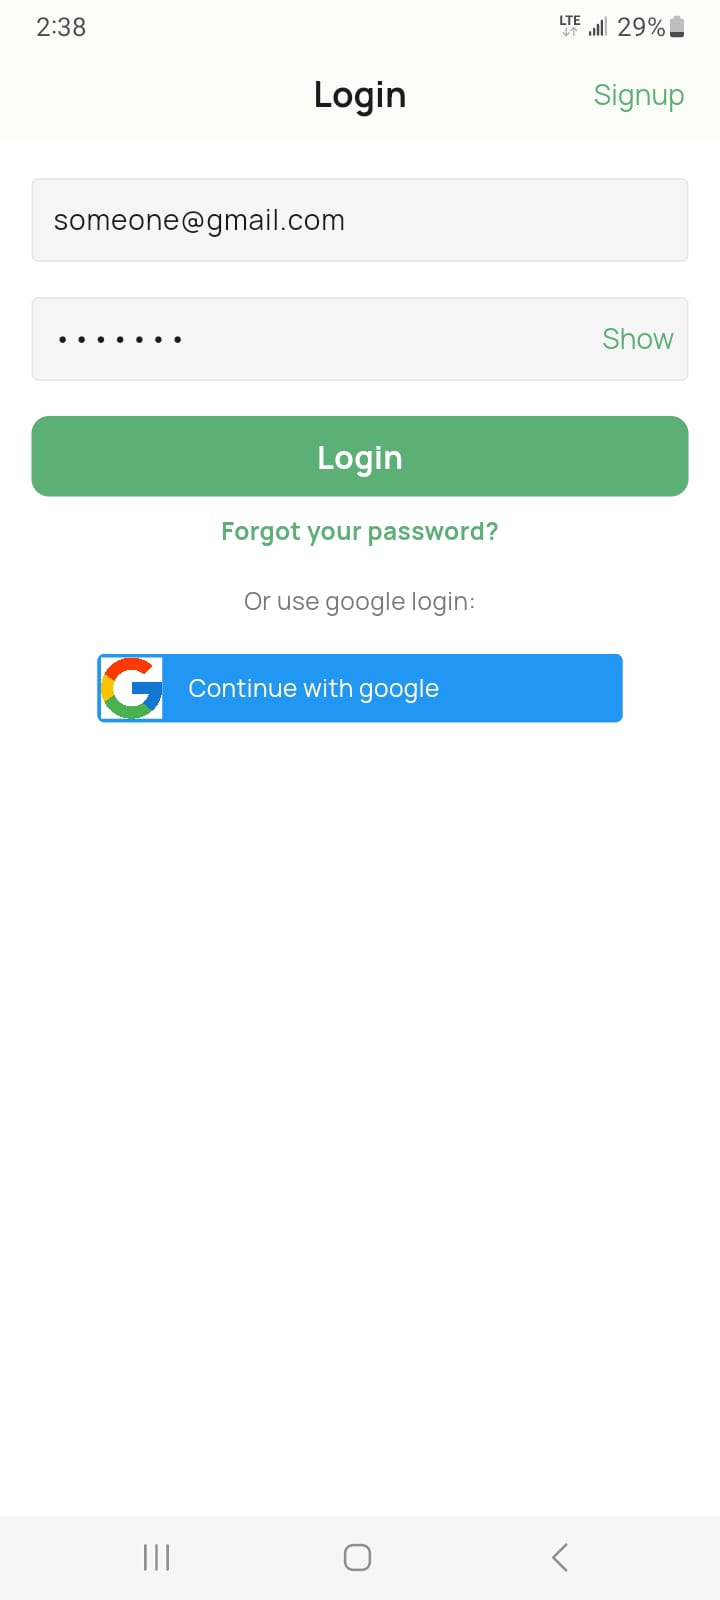 2:38 LTE 29%
Login Signup
someone@gmail.com
••••••• Show
Login
Forgot your password?
Or use google login:
G Continue with google